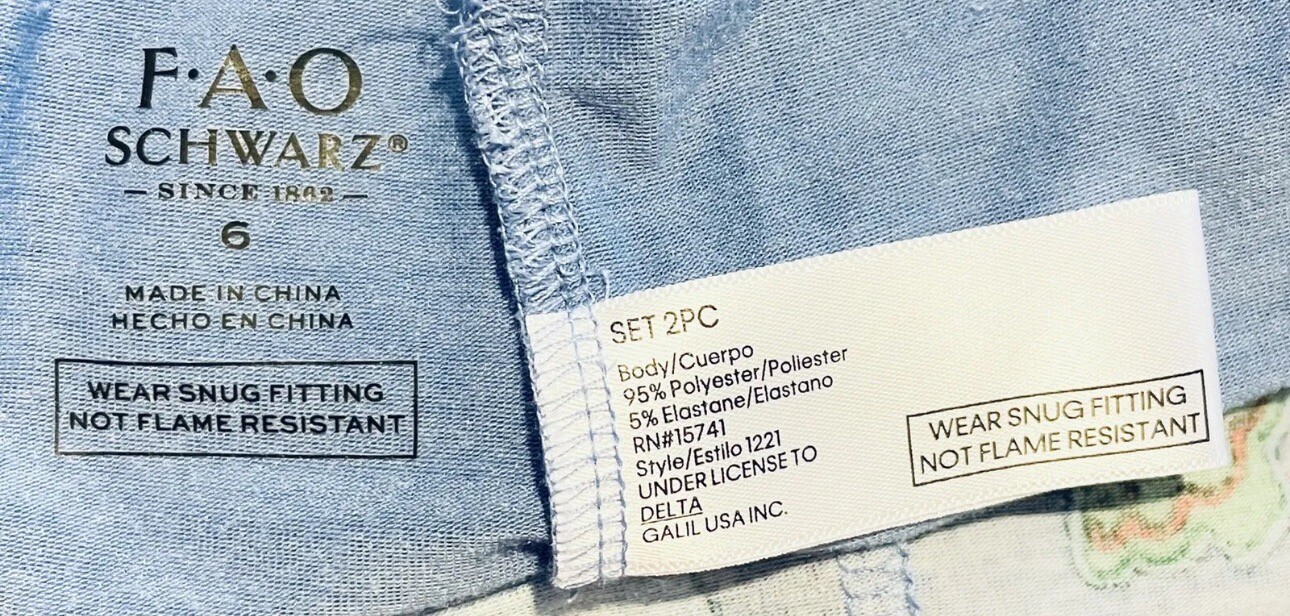 F·A·O
SCHWARZ®
— SINCE 1862 —
6
MADE IN CHINA
HECHO EN CHINA
WEAR SNUG FITTING
NOT FLAME RESISTANT
SET 2PC
Body/Cuerpo
95% Polyester/Poliester
5% Elastane/Elastano
RN#15741
Style/Estilo 1221
UNDER LICENSE TO
DELTA
GALIL USA INC.
WEAR SNUG FITTING
NOT FLAME RESISTANT